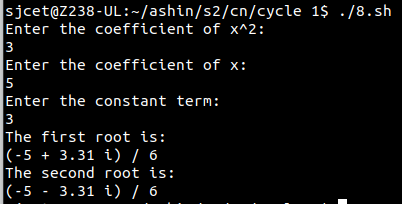 sjcet@Z238-UL:~/ashin/s2/cn/cycle 1$ ./8.sh
Enter the coefficient of x^2:
3
Enter the coefficient of x:
5
Enter the constant term:
3
The first root is:
(-5 + 3.31 i) / 6
The second root is:
(-5 - 3.31 i) / 6